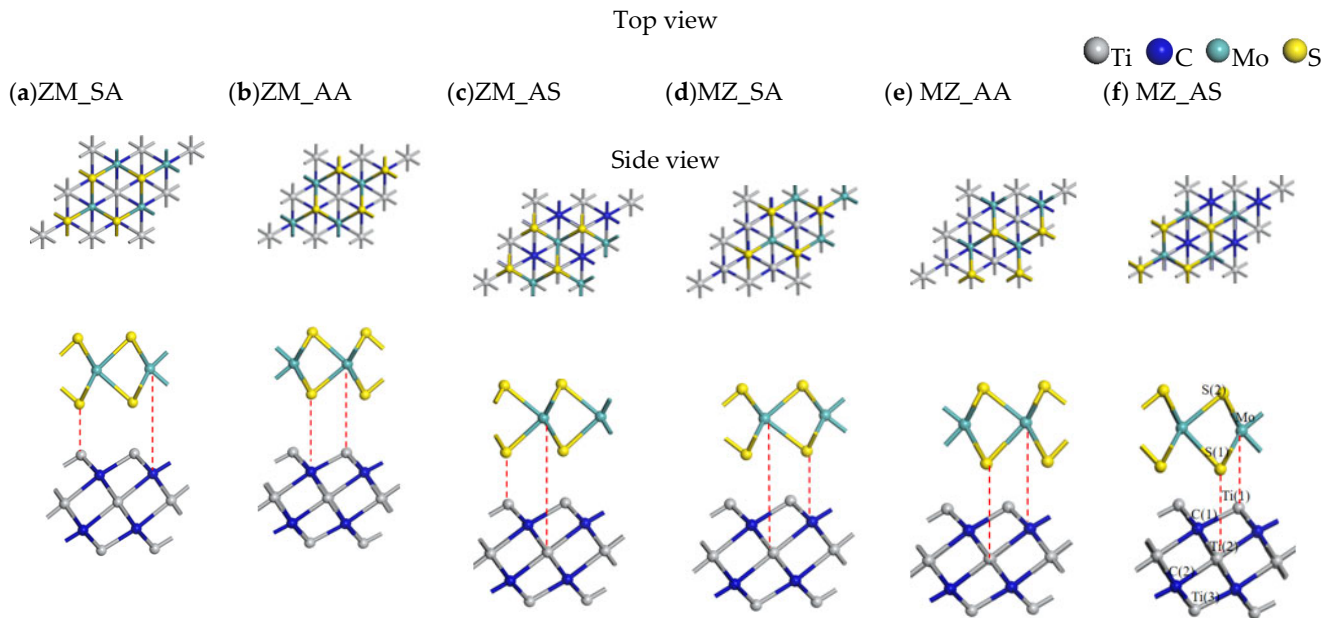 Top view
Ti C Mo S
(a)ZM_SA (b)ZM_AA (c)ZM_AS (d)MZ_SA (e) MZ_AA (f) MZ_AS
Side view
S(2)
Mo
S(1)
Ti(1)
C(1)
Ti(2)
C(2)
Ti(3)